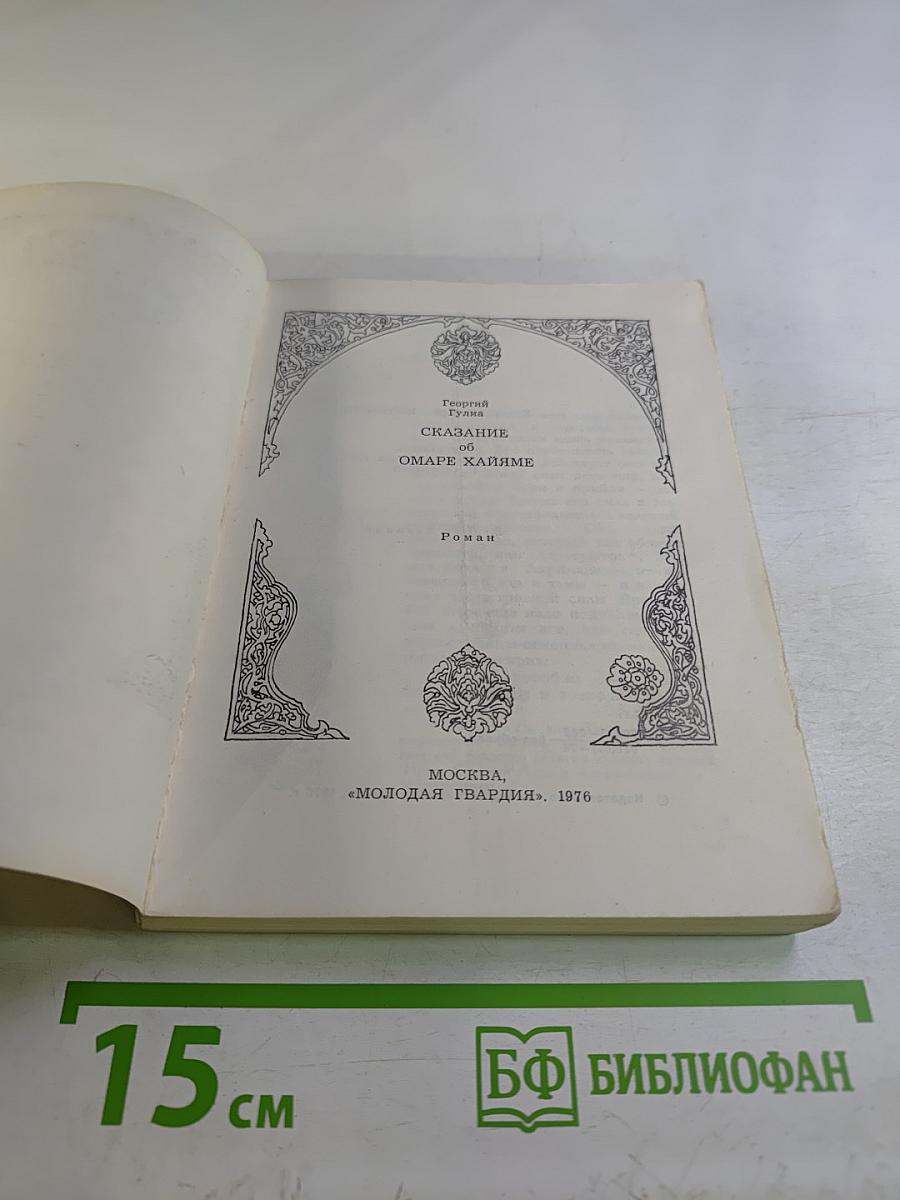 Георгий
Гулиа
СКАЗАНИЕ
об
ОМАРЕ ХАЙЯМЕ
Роман
МОСКВА,
«МОЛОДАЯ ГВАРДИЯ». 1976
15 см
БФ БИБЛИОФАН